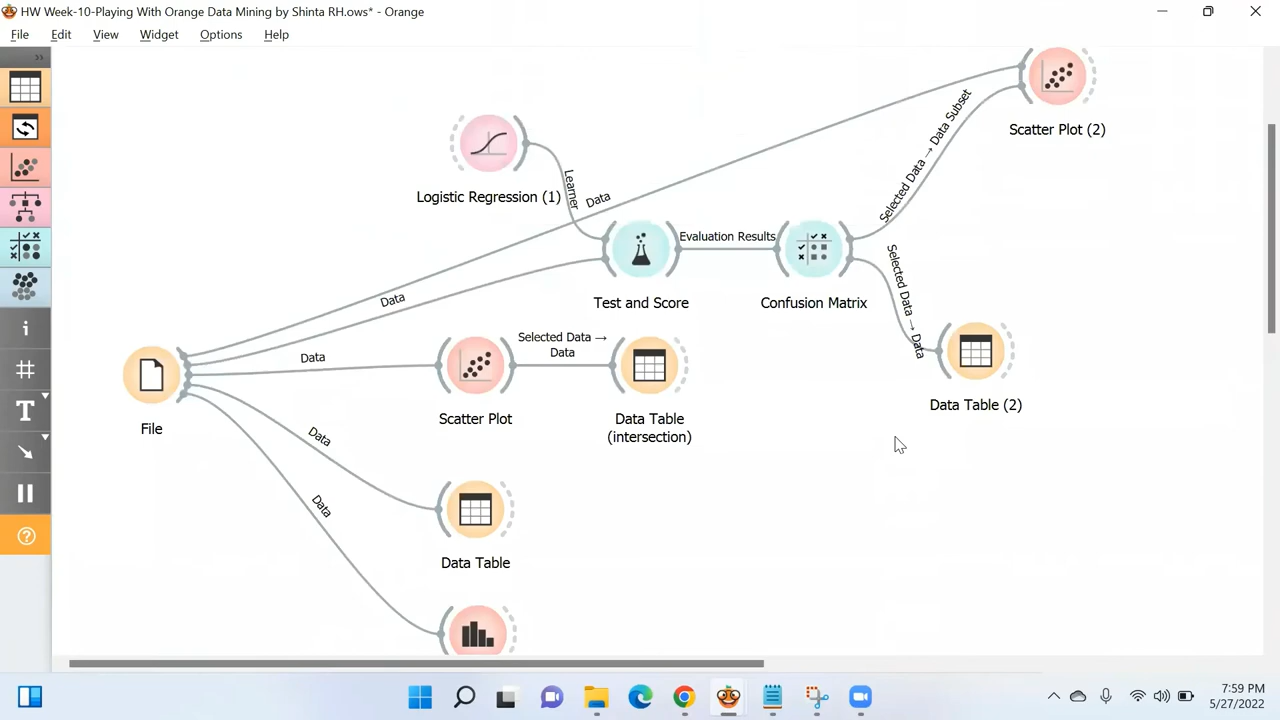 HW Week-10-Playing With Orange Data Mining by Shinta RH.ows* - Orange
File Edit View Widget Options Help
Scatter Plot (2)
Selected Data → Data Subset
Logistic Regression (1)
Learner
Data
Evaluation Results
Test and Score
Confusion Matrix
Selected Data → Data
Data
Selected Data →
Data
Data
File
Scatter Plot
Data Table
(intersection)
Data Table (2)
Data
Data
Data Table
7:59 PM
5/27/2022